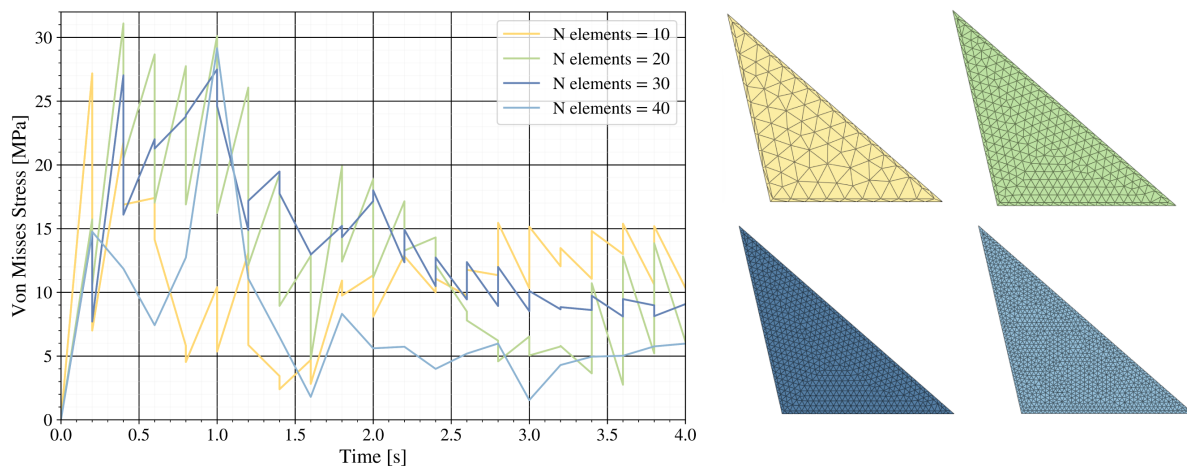 Von Misses Stress [MPa]
30
25
20
15
10
5
0
0.0 0.5 1.0 1.5 2.0 2.5 3.0 3.5 4.0
Time [s]
N elements = 10
N elements = 20
N elements = 30
N elements = 40